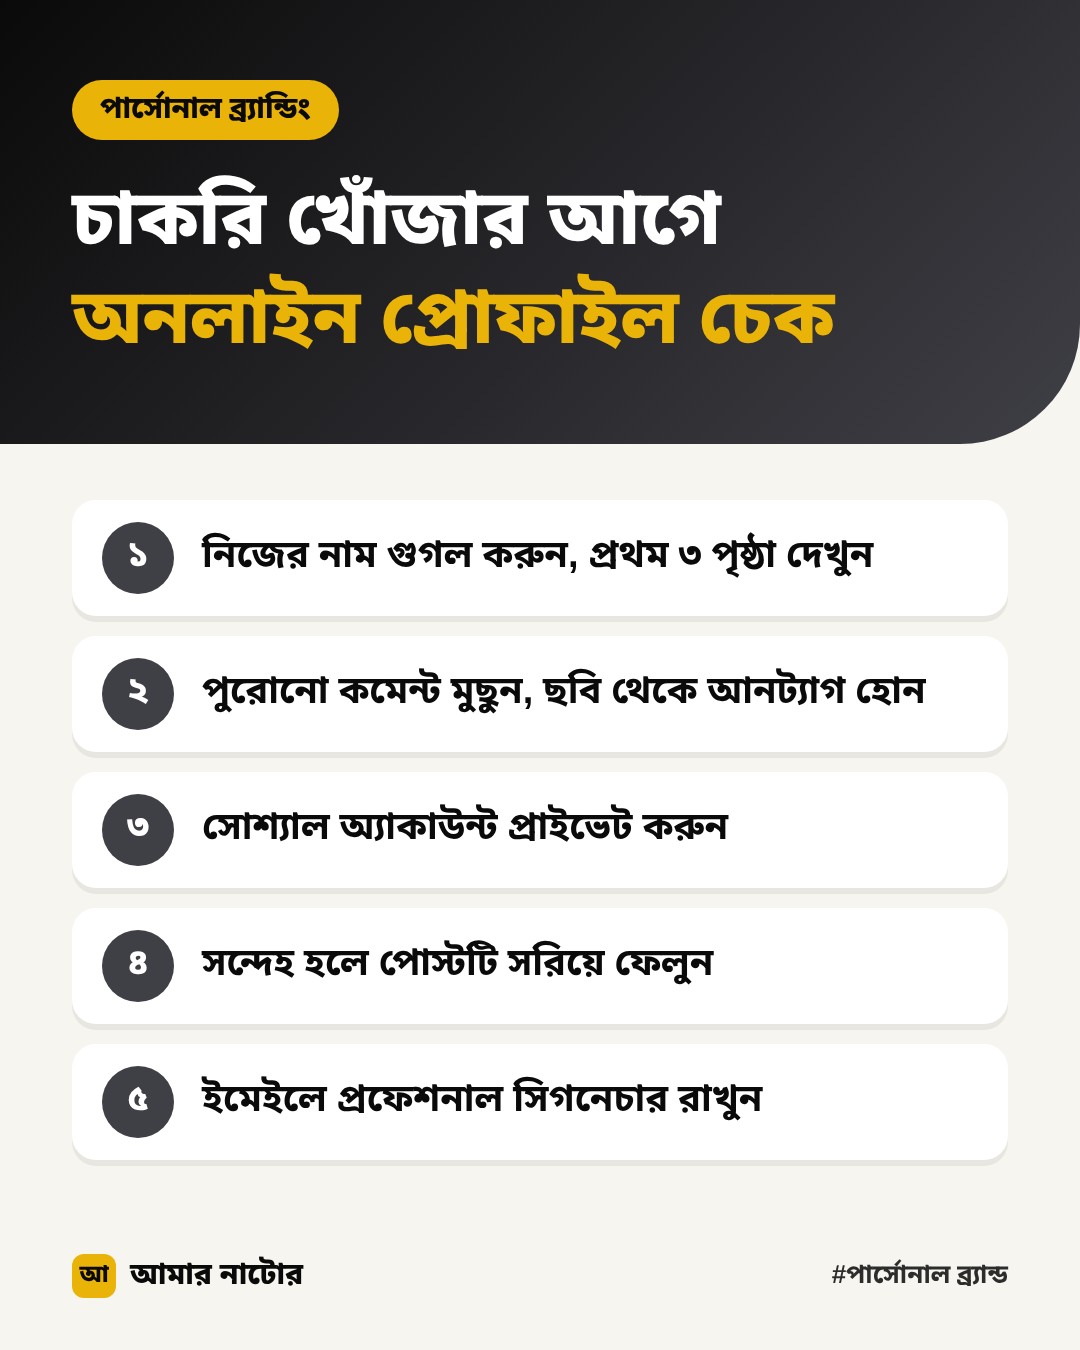 পার্সোনাল ব্র্যান্ডিং
চাকরি খোঁজার আগে
অনলাইন প্রোফাইল চেক
১ নিজের নাম গুগল করুন, প্রথম ৩ পৃষ্ঠা দেখুন
২ পুরোনো কমেন্ট মুছুন, ছবি থেকে আনট্যাগ হোন
৩ সোশ্যাল অ্যাকাউন্ট প্রাইভেট করুন
৪ সন্দেহ হলে পোস্টটি সরিয়ে ফেলুন
৫ ইমেইলে প্রফেশনাল সিগনেচার রাখুন
আ আমার নাটোর
#পার্সোনাল ব্র্যান্ড